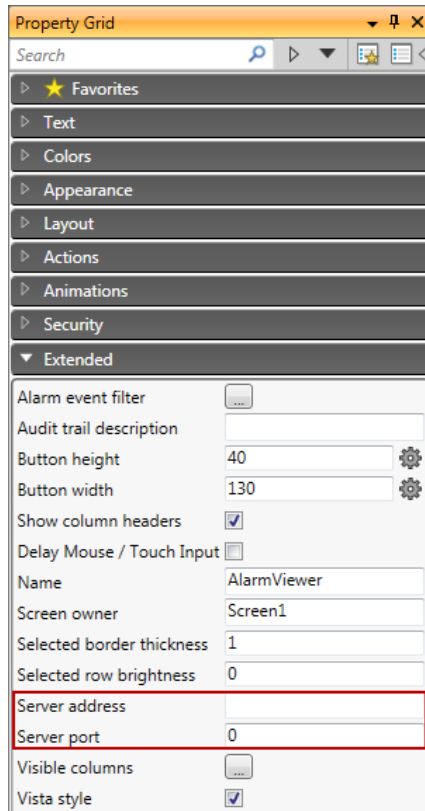 Property Grid
Search
Favorites
Text
Colors
Appearance
Layout
Actions
Animations
Security
Extended
Alarm event filter ...
Audit trail description
Button height 40
Button width 130
Show column headers
Delay Mouse / Touch Input
Name AlarmViewer
Screen owner Screen1
Selected border thickness 1
Selected row brightness 0
Server address
Server port 0
Visible columns ...
Vista style